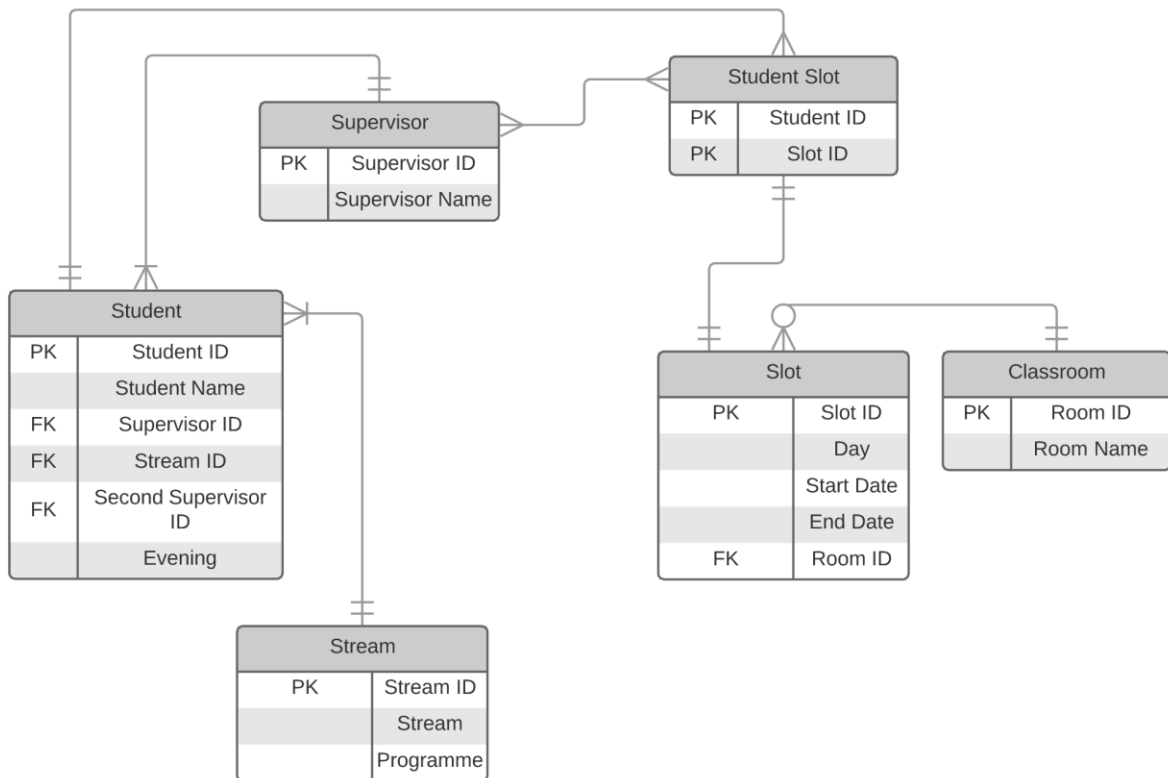 Student Slot
PK Student ID
PK Slot ID
Supervisor
PK Supervisor ID
Supervisor Name
Student
PK Student ID
Student Name
FK Supervisor ID
FK Stream ID
FK Second Supervisor
ID
Evening
Slot
PK Slot ID
Day
Start Date
End Date
FK Room ID
Classroom
PK Room ID
Room Name
Stream
PK Stream ID
Stream
Programme